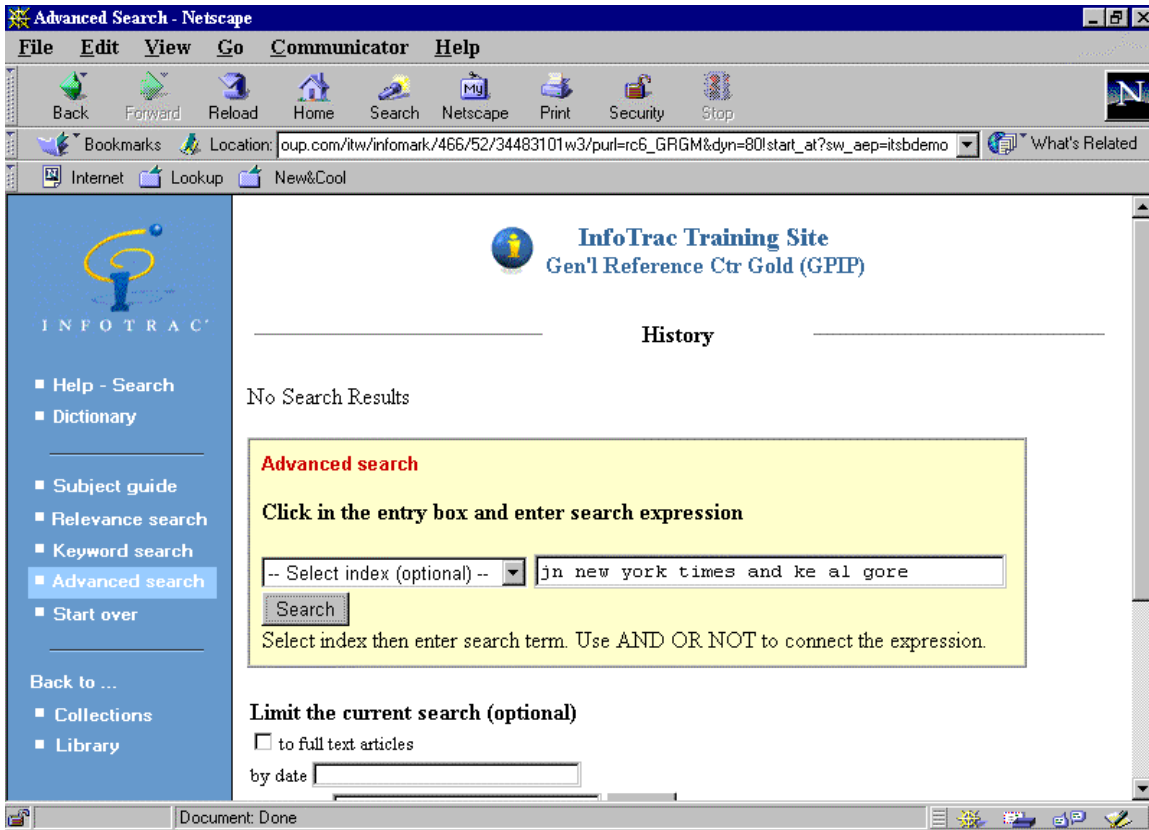 Advanced Search - Netscape
File Edit View Go Communicator Help
My
N
Back Forward Reload Home Search Netscape Print Security Stop
Bookmarks Location: oup.com/itw/infomark/466/52/34483101w3/purl=rc6_GRGM&dyn=80!start_at?sw_aep=itsbdemo What's Related
Internet Lookup New&Cool
INFOTRAC
Help - Search
Dictionary
Subject guide
Relevance search
Keyword search
Advanced search
Start over
Back to ...
Collections
Library
InfoTrac Training Site
Gen'l Reference Ctr Gold (GPIP)
History
No Search Results
Advanced search
Click in the entry box and enter search expression
-- Select index (optional) -- jn new york times and ke al gore
Search
Select index then enter search term. Use AND OR NOT to connect the expression.
Limit the current search (optional)
to full text articles
by date
Document: Done